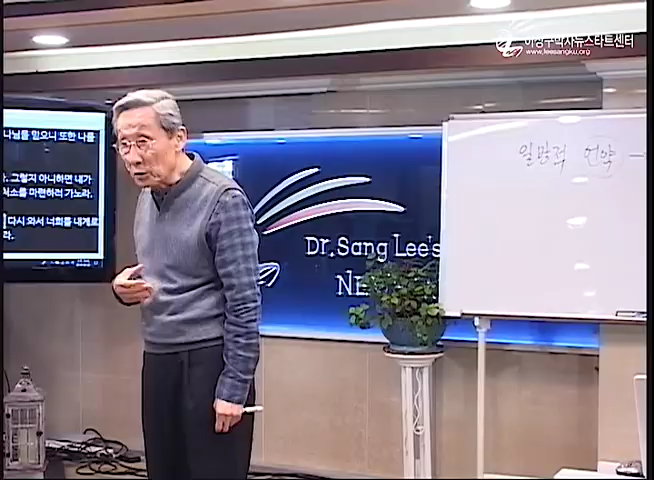 이상구박사뉴스타트센터
www.leesangku.org
나님을 믿으니 또한 나를
그렇지 아니하면 내가
처소를 마련하러 가노라.
다시 와서 너희를 내게로
라.
일방적 언약 —
Dr.Sang Lee's